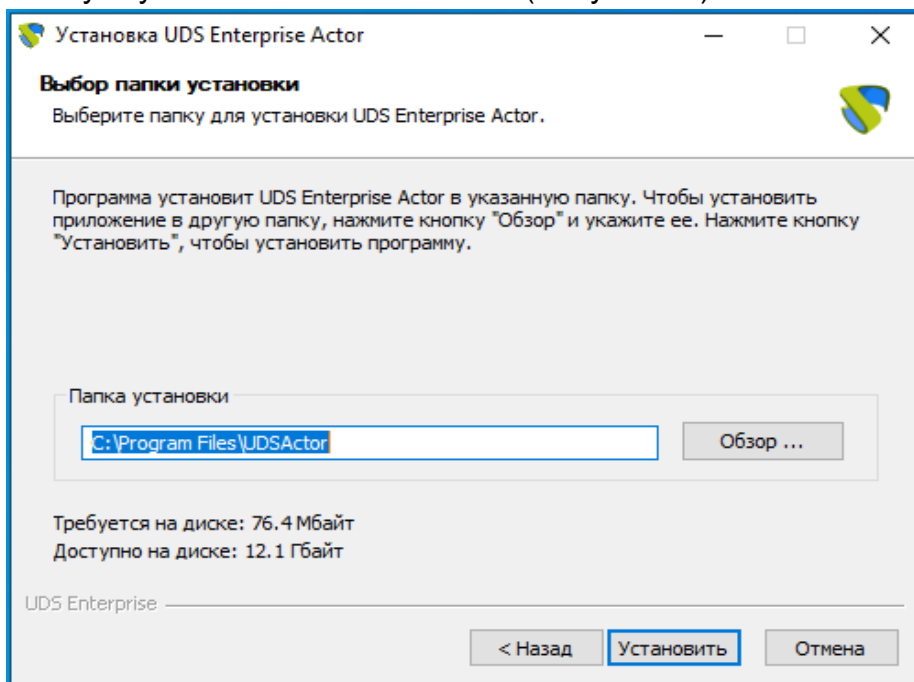 Установка UDS Enterprise Actor
Выбор папки установки
Выберите папку для установки UDS Enterprise Actor.
Программа установит UDS Enterprise Actor в указанную папку. Чтобы установить
приложение в другую папку, нажмите кнопку "Обзор" и укажите ее. Нажмите кнопку
"Установить", чтобы установить программу.
Папка установки
C:\Program Files\UDSActor
Обзор ...
Требуется на диске: 76.4 Мбайт
Доступно на диске: 12.1 Гбайт
UDS Enterprise
< Назад Установить Отмена